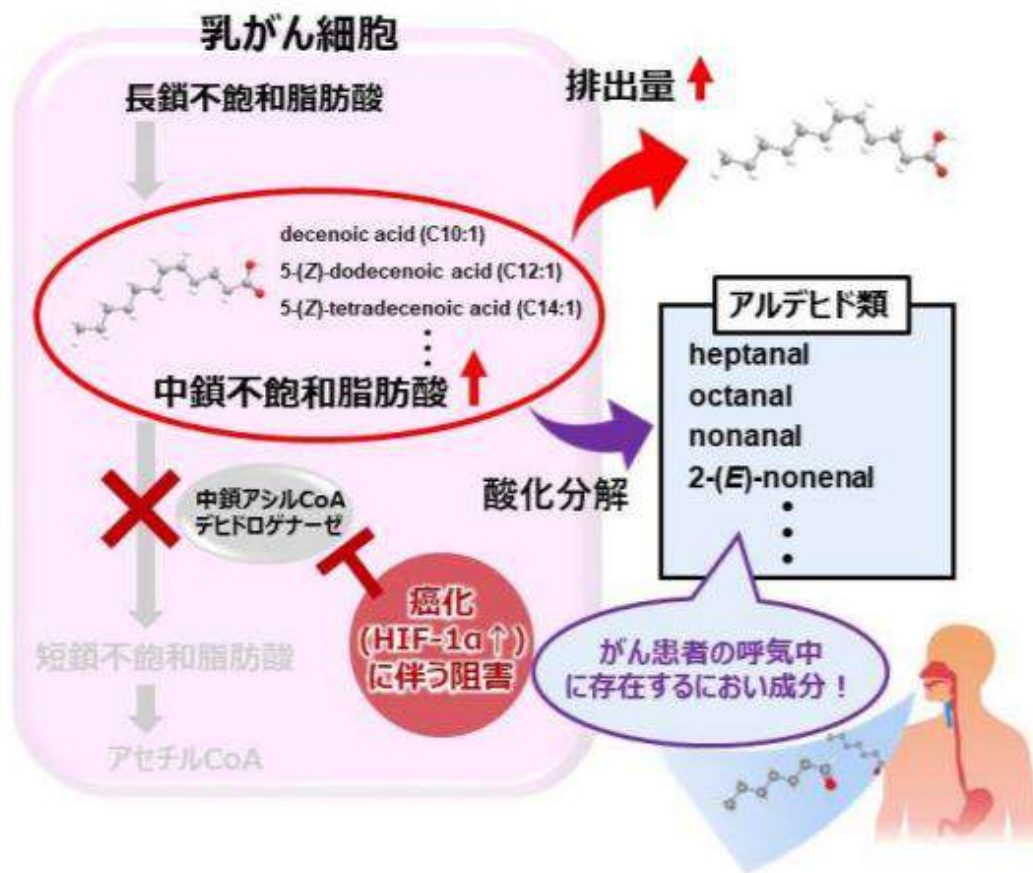 乳がん細胞
長鎖不飽和脂肪酸
排出量
decenoic acid (C10:1)
5-(Z)-dodecenoic acid (C12:1)
5-(Z)-tetradecenoic acid (C14:1)
中鎖不飽和脂肪酸
アルデヒド類
heptanal
octanal
nonanal
2-(E)-nonenal
酸化分解
中鎖アシルCoA
デヒドロゲナーゼ
癌化
(HIF-1α↑)
に伴う阻害
短鎖不飽和脂肪酸
アセチルCoA
がん患者の呼気中
に存在するにおい成分！